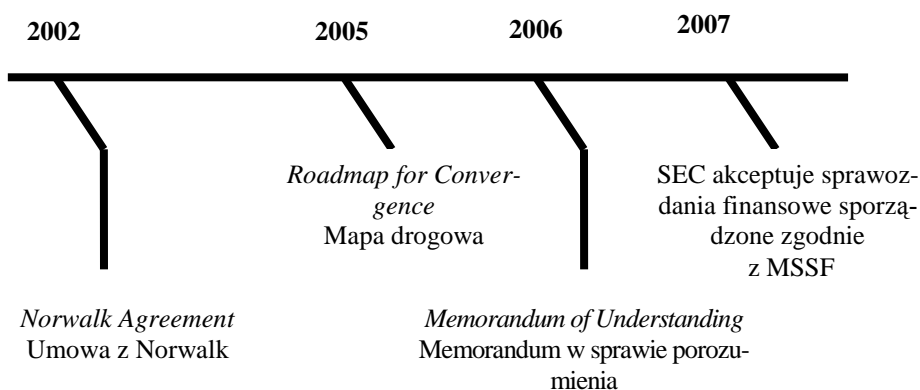 2002
2005
2006
2007
Roadmap for Conver-
gence
Mapa drogowa
SEC akceptuje sprawoz-
dania finansowe sporzą-
dzone zgodnie
z MSSF
Norwalk Agreement
Umowa z Norwalk
Memorandum of Understanding
Memorandum w sprawie porozu-
mienia